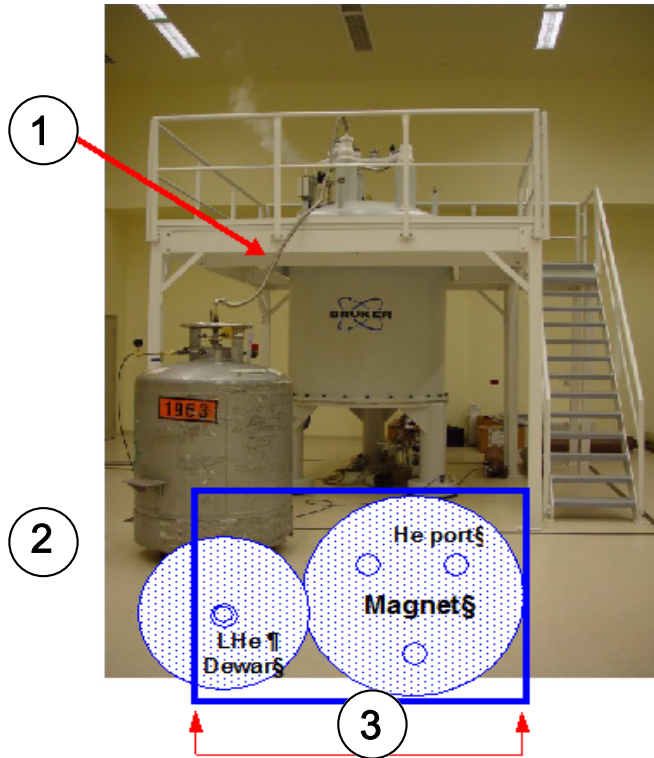 1
BRUKER
1963
2
He port§
Magnet§
LHe ¶
Dewar§
3